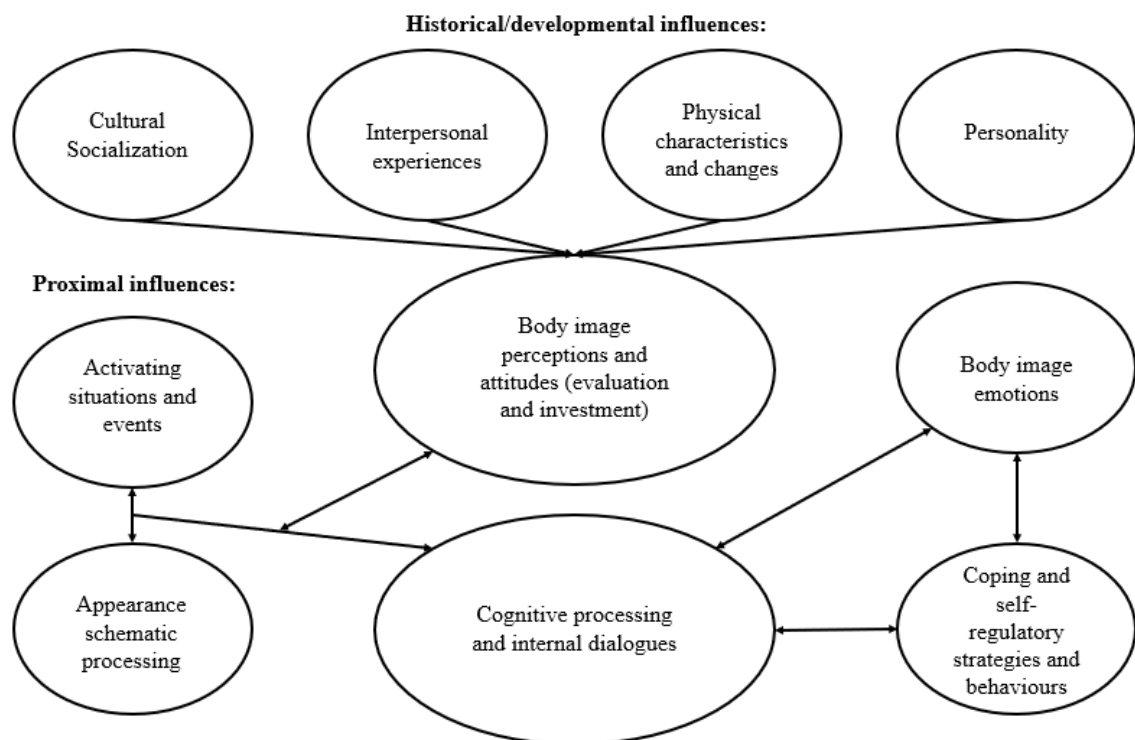 Historical/developmental influences:
Cultural
Socialization
Interpersonal
experiences
Physical
characteristics
and changes
Personality
Proximal influences:
Activating
situations and
events
Body image
perceptions and
attitudes (evaluation
and investment)
Body image
emotions
Appearance
schematic
processing
Cognitive processing
and internal dialogues
Coping and
self-
regulatory
strategies and
behaviours